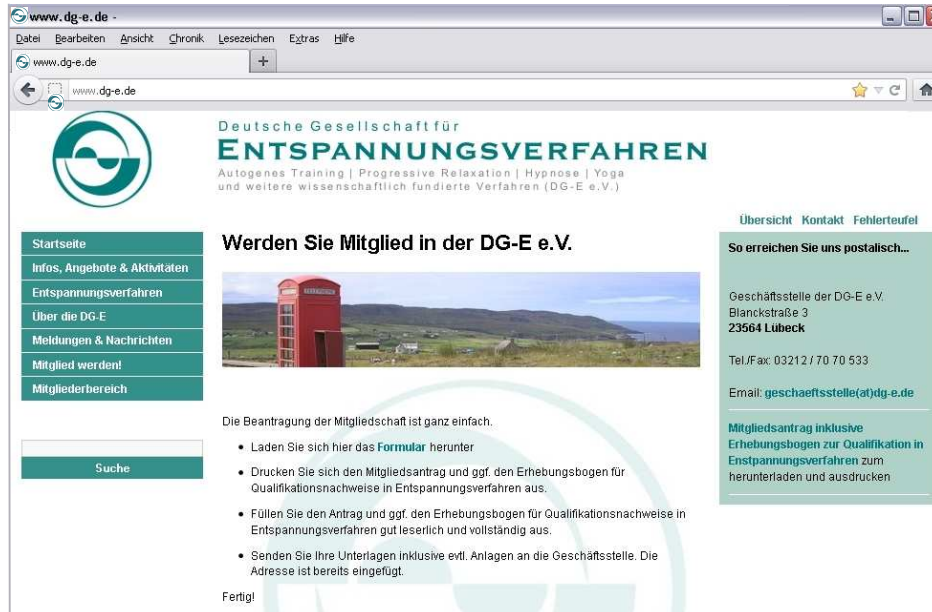 www.dg-e.de -
Datei Bearbeiten Ansicht Chronik Lesezeichen Extras Hilfe
www.dg-e.de
+
www.dg-e.de
Deutsche Gesellschaft für
ENTSPANNUNGSVERFAHREN
Autogenes Training | Progressive Relaxation | Hypnose | Yoga
und weitere wissenschaftlich fundierte Verfahren (DG-E e.V.)
Übersicht Kontakt Fehlerteufel
Startseite
Infos, Angebote & Aktivitäten
Entspannungsverfahren
Über die DG-E
Meldungen & Nachrichten
Mitglied werden!
Mitgliederbereich
Suche
Werden Sie Mitglied in der DG-E e.V.
TELEPHONE
Die Beantragung der Mitgliedschaft ist ganz einfach.
• Laden Sie sich hier das Formular herunter
• Drucken Sie sich den Mitgliedsantrag und ggf. den Erhebungsbogen für
Qualifikationsnachweise in Entspannungsverfahren aus.
• Füllen Sie den Antrag und ggf. den Erhebungsbogen für Qualifikationsnachweise in
Entspannungsverfahren gut leserlich und vollständig aus.
• Senden Sie Ihre Unterlagen inklusive evtl. Anlagen an die Geschäftsstelle. Die
Adresse ist bereits eingefügt.
Fertig!
So erreichen Sie uns postalisch...
Geschäftsstelle der DG-E e.V.
Blanckstraße 3
23564 Lübeck
Tel./Fax: 03212 / 70 70 533
Email: geschaeftsstelle(at)dg-e.de
Mitgliedsantrag inklusive
Erhebungsbogen zur Qualifikation in
Enstpannungsverfahren zum
herunterladen und ausdrucken